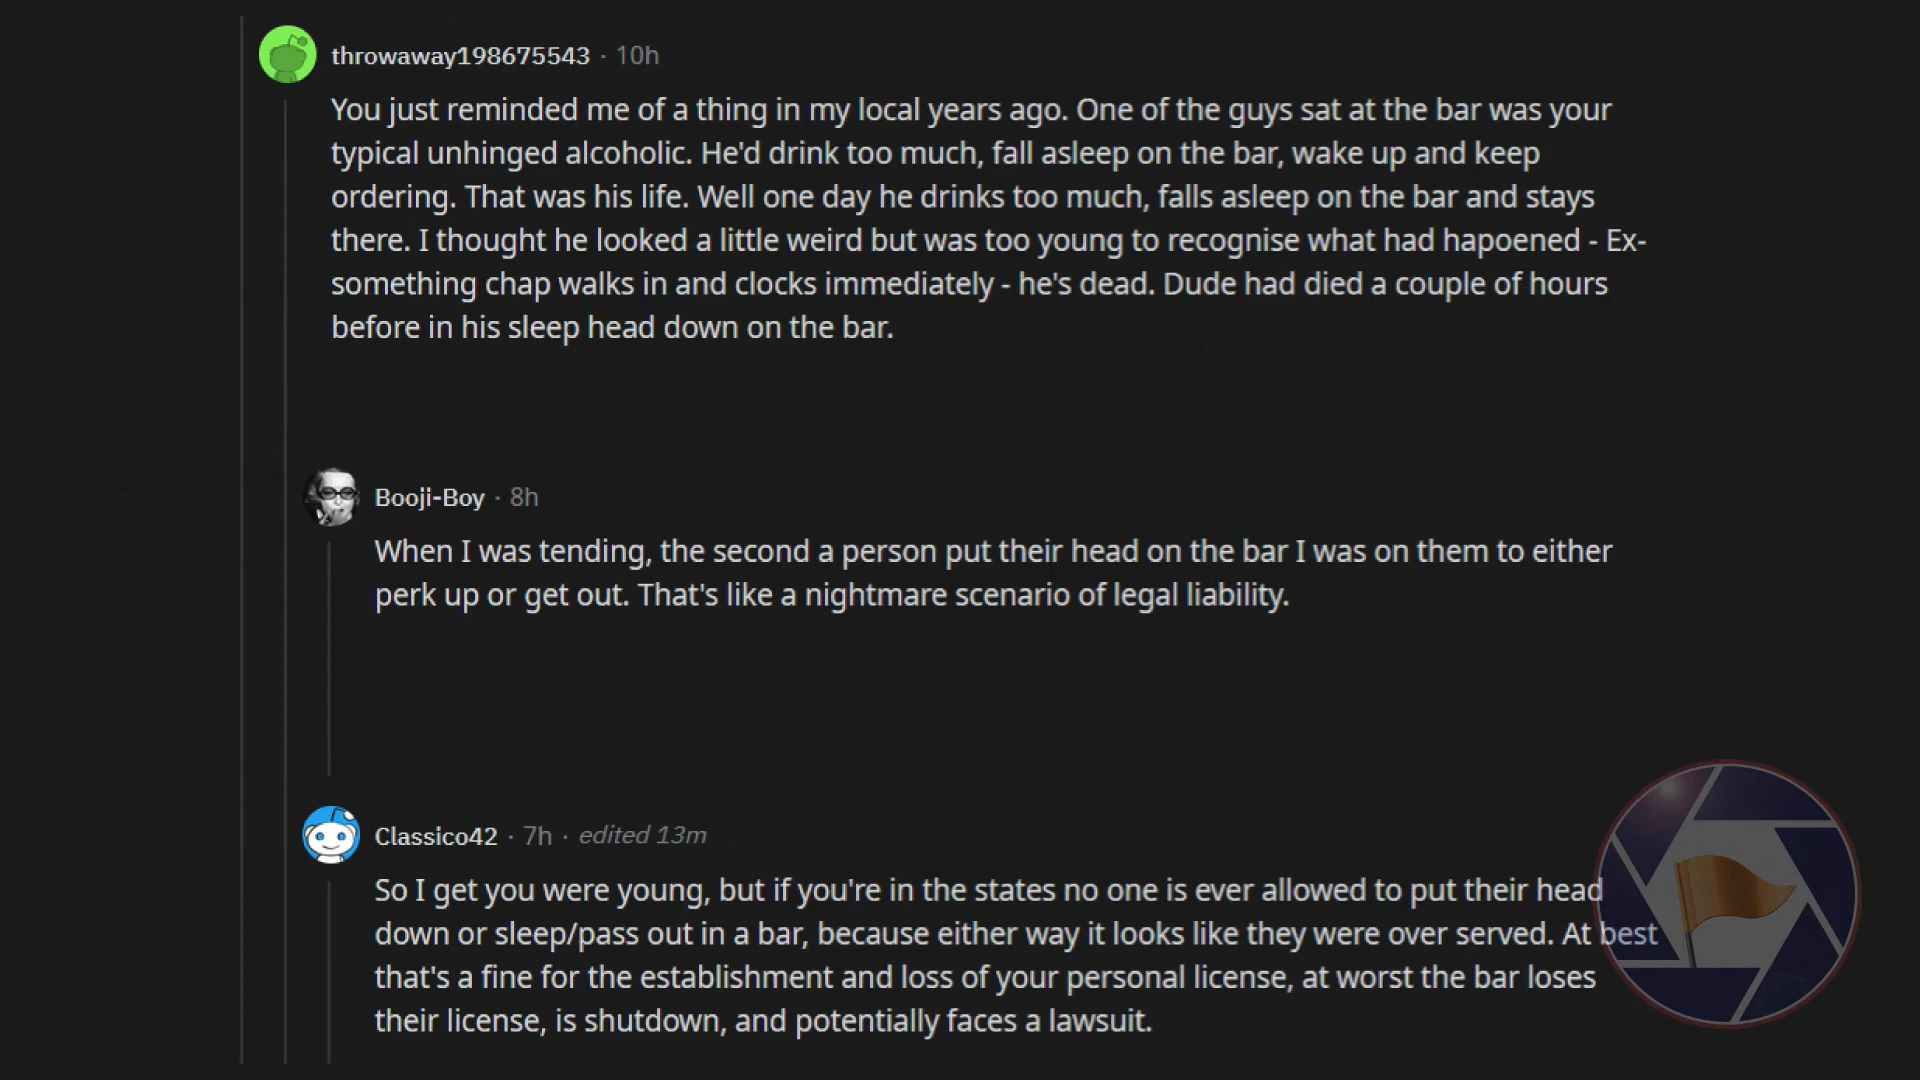 throwaway198675543 · 10h
You just reminded me of a thing in my local years ago. One of the guys sat at the bar was your
typical unhinged alcoholic. He'd drink too much, fall asleep on the bar, wake up and keep
ordering. That was his life. Well one day he drinks too much, falls asleep on the bar and stays
there. I thought he looked a little weird but was too young to recognise what had hapoened - Ex-
something chap walks in and clocks immediately - he's dead. Dude had died a couple of hours
before in his sleep head down on the bar.
Booji-Boy · 8h
When I was tending, the second a person put their head on the bar I was on them to either
perk up or get out. That's like a nightmare scenario of legal liability.
Classico42 · 7h · edited 13m
So I get you were young, but if you're in the states no one is ever allowed to put their head
down or sleep/pass out in a bar, because either way it looks like they were over served. At best
that's a fine for the establishment and loss of your personal license, at worst the bar loses
their license, is shutdown, and potentially faces a lawsuit.